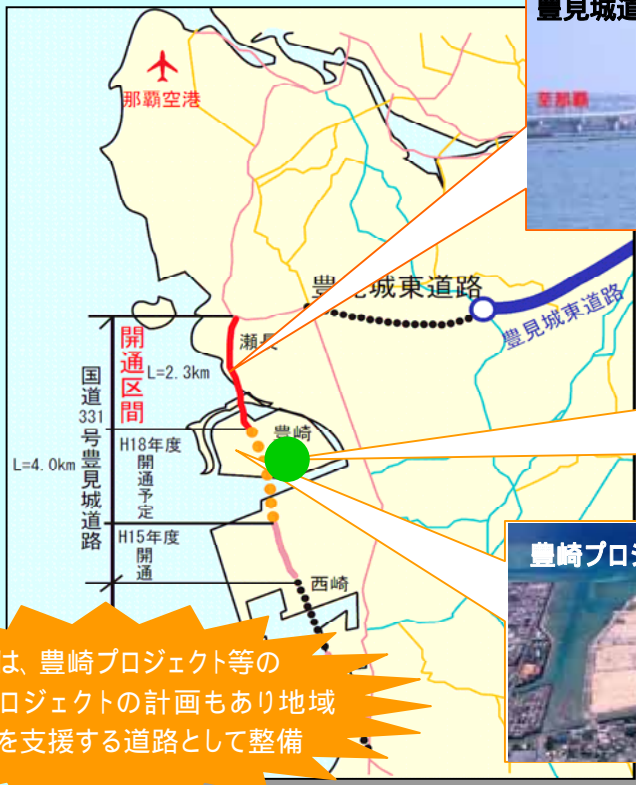 豊見城道
至那覇
那覇空港
豊見城東道路
豊見城東道路
瀬長
開通区間
L=2.3km
国道331号豊見城道路
L=4.0km
豊崎
H18年度
開通予定
H15年度
開通
西崎
豊崎プロジ
は、豊崎プロジェクト等の
ロジェクトの計画もあり地域
を支援する道路として整備